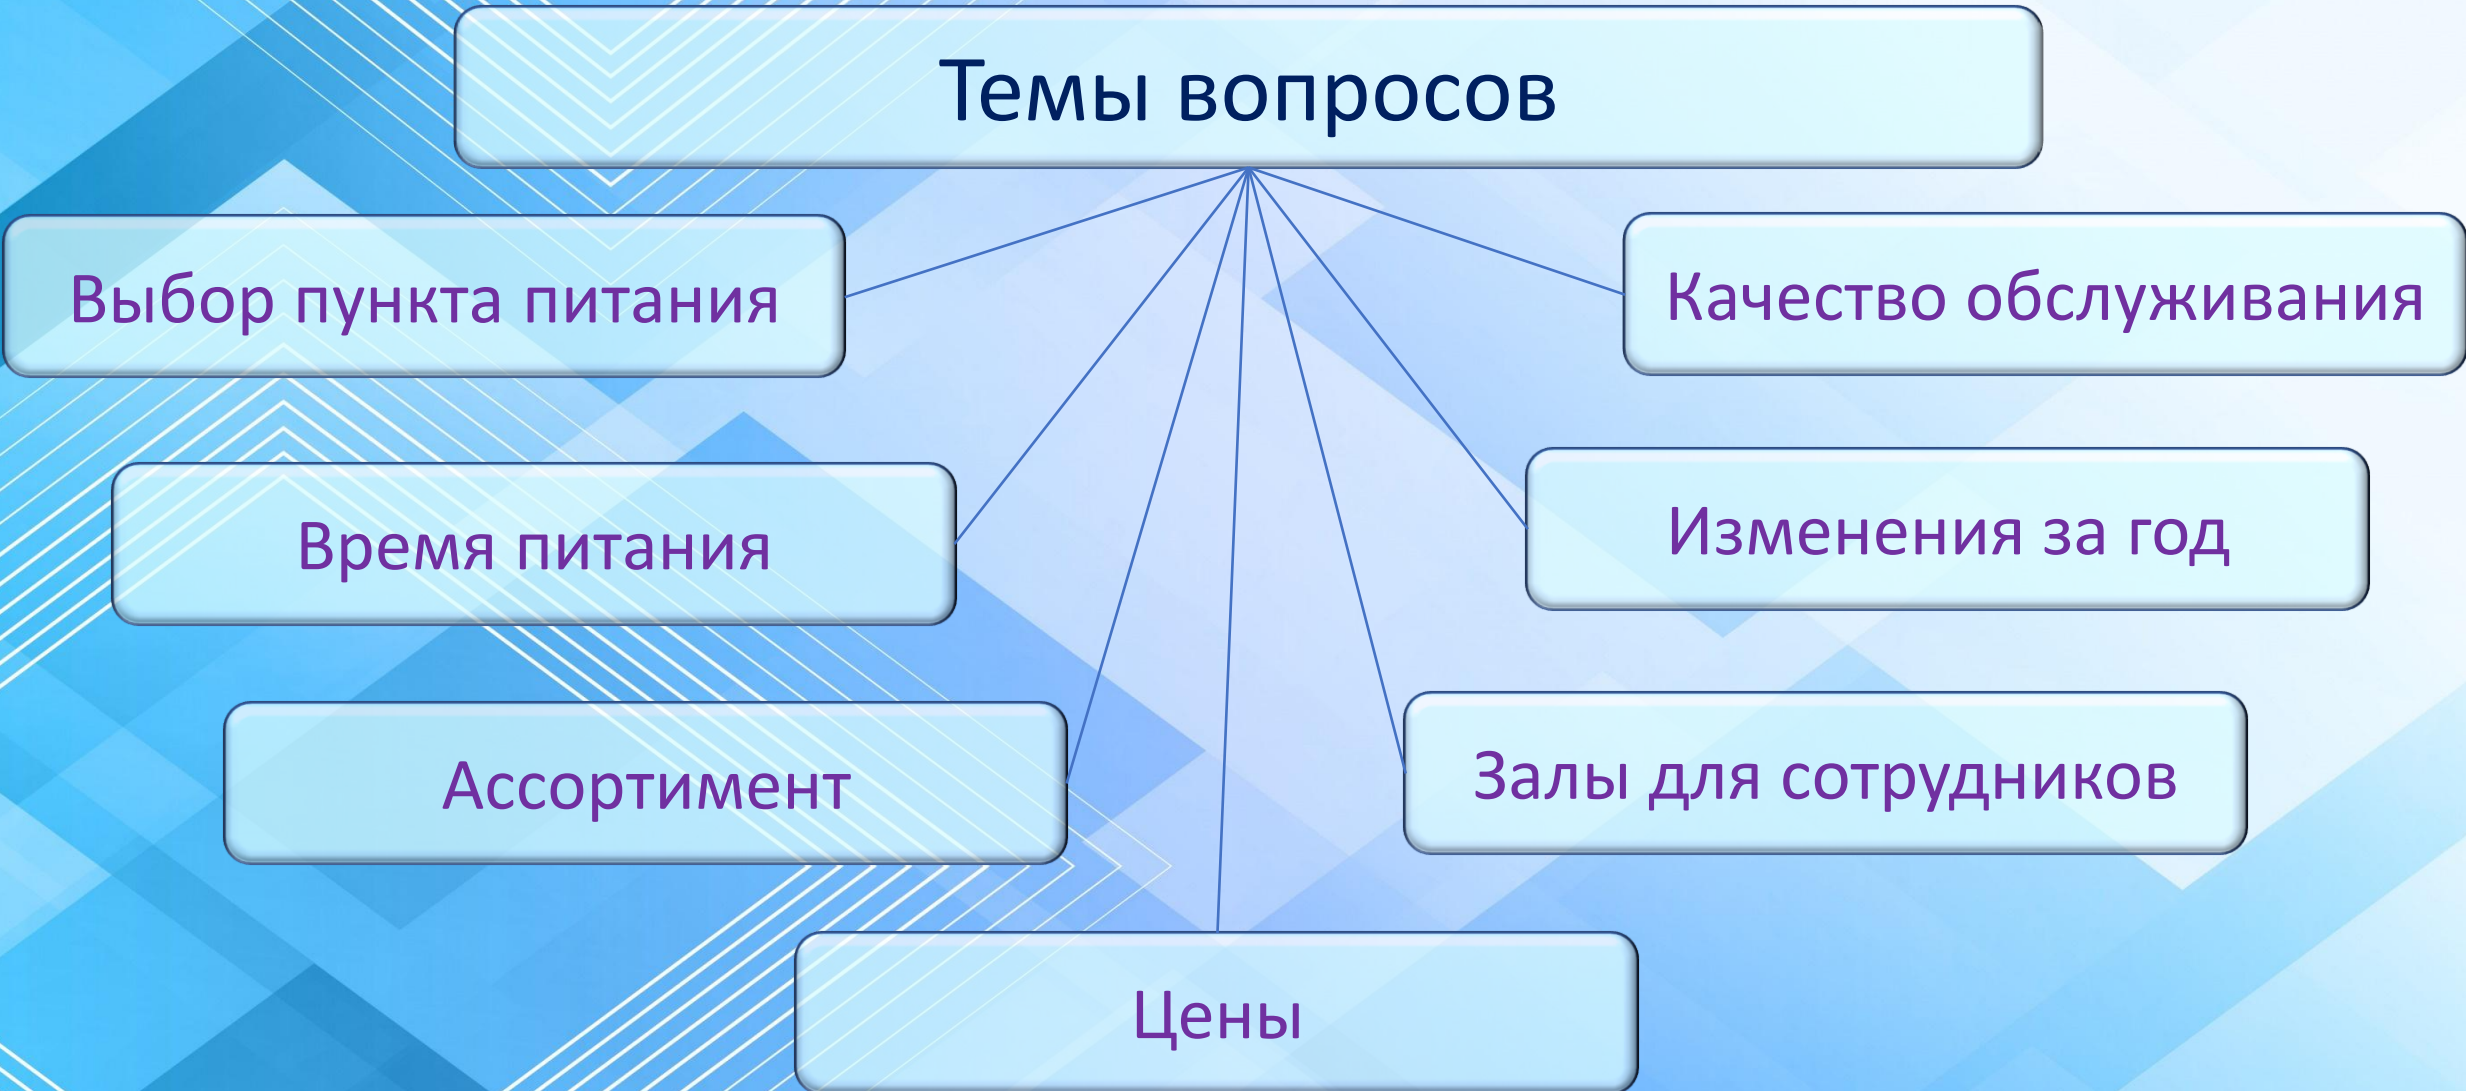 Темы вопросов
Выбор пункта питания
Качество обслуживания
Время питания
Изменения за год
Ассортимент
Залы для сотрудников
Цены